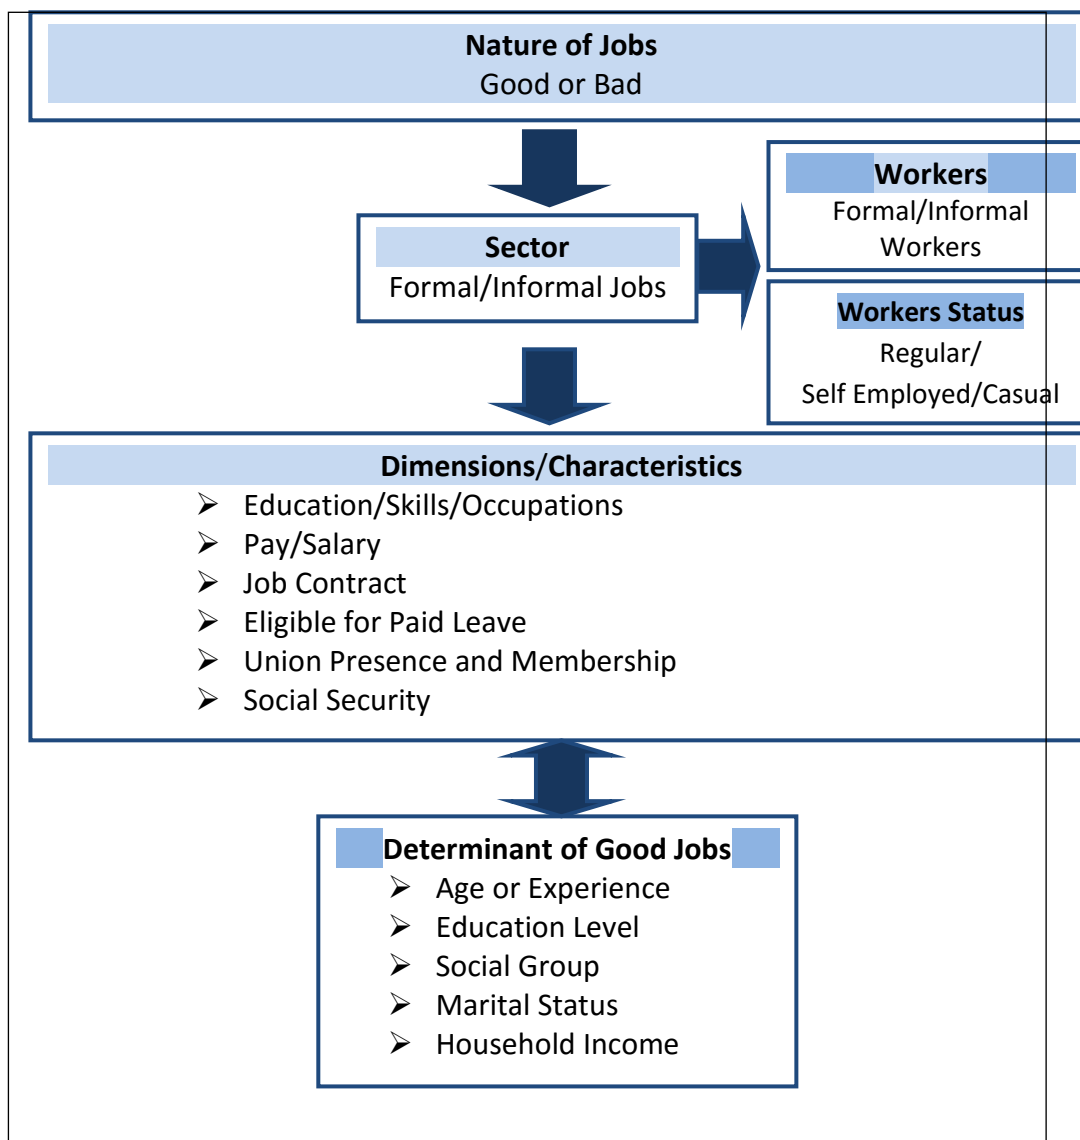 Nature of Jobs
Good or Bad
Workers
Formal/Informal
Workers
Sector
Formal/Informal Jobs
Workers Status
Regular/
Self Employed/Casual
Dimensions/Characteristics
➢ Education/Skills/Occupations
➢ Pay/Salary
➢ Job Contract
➢ Eligible for Paid Leave
➢ Union Presence and Membership
➢ Social Security
Determinant of Good Jobs
➢ Age or Experience
➢ Education Level
➢ Social Group
➢ Marital Status
➢ Household Income